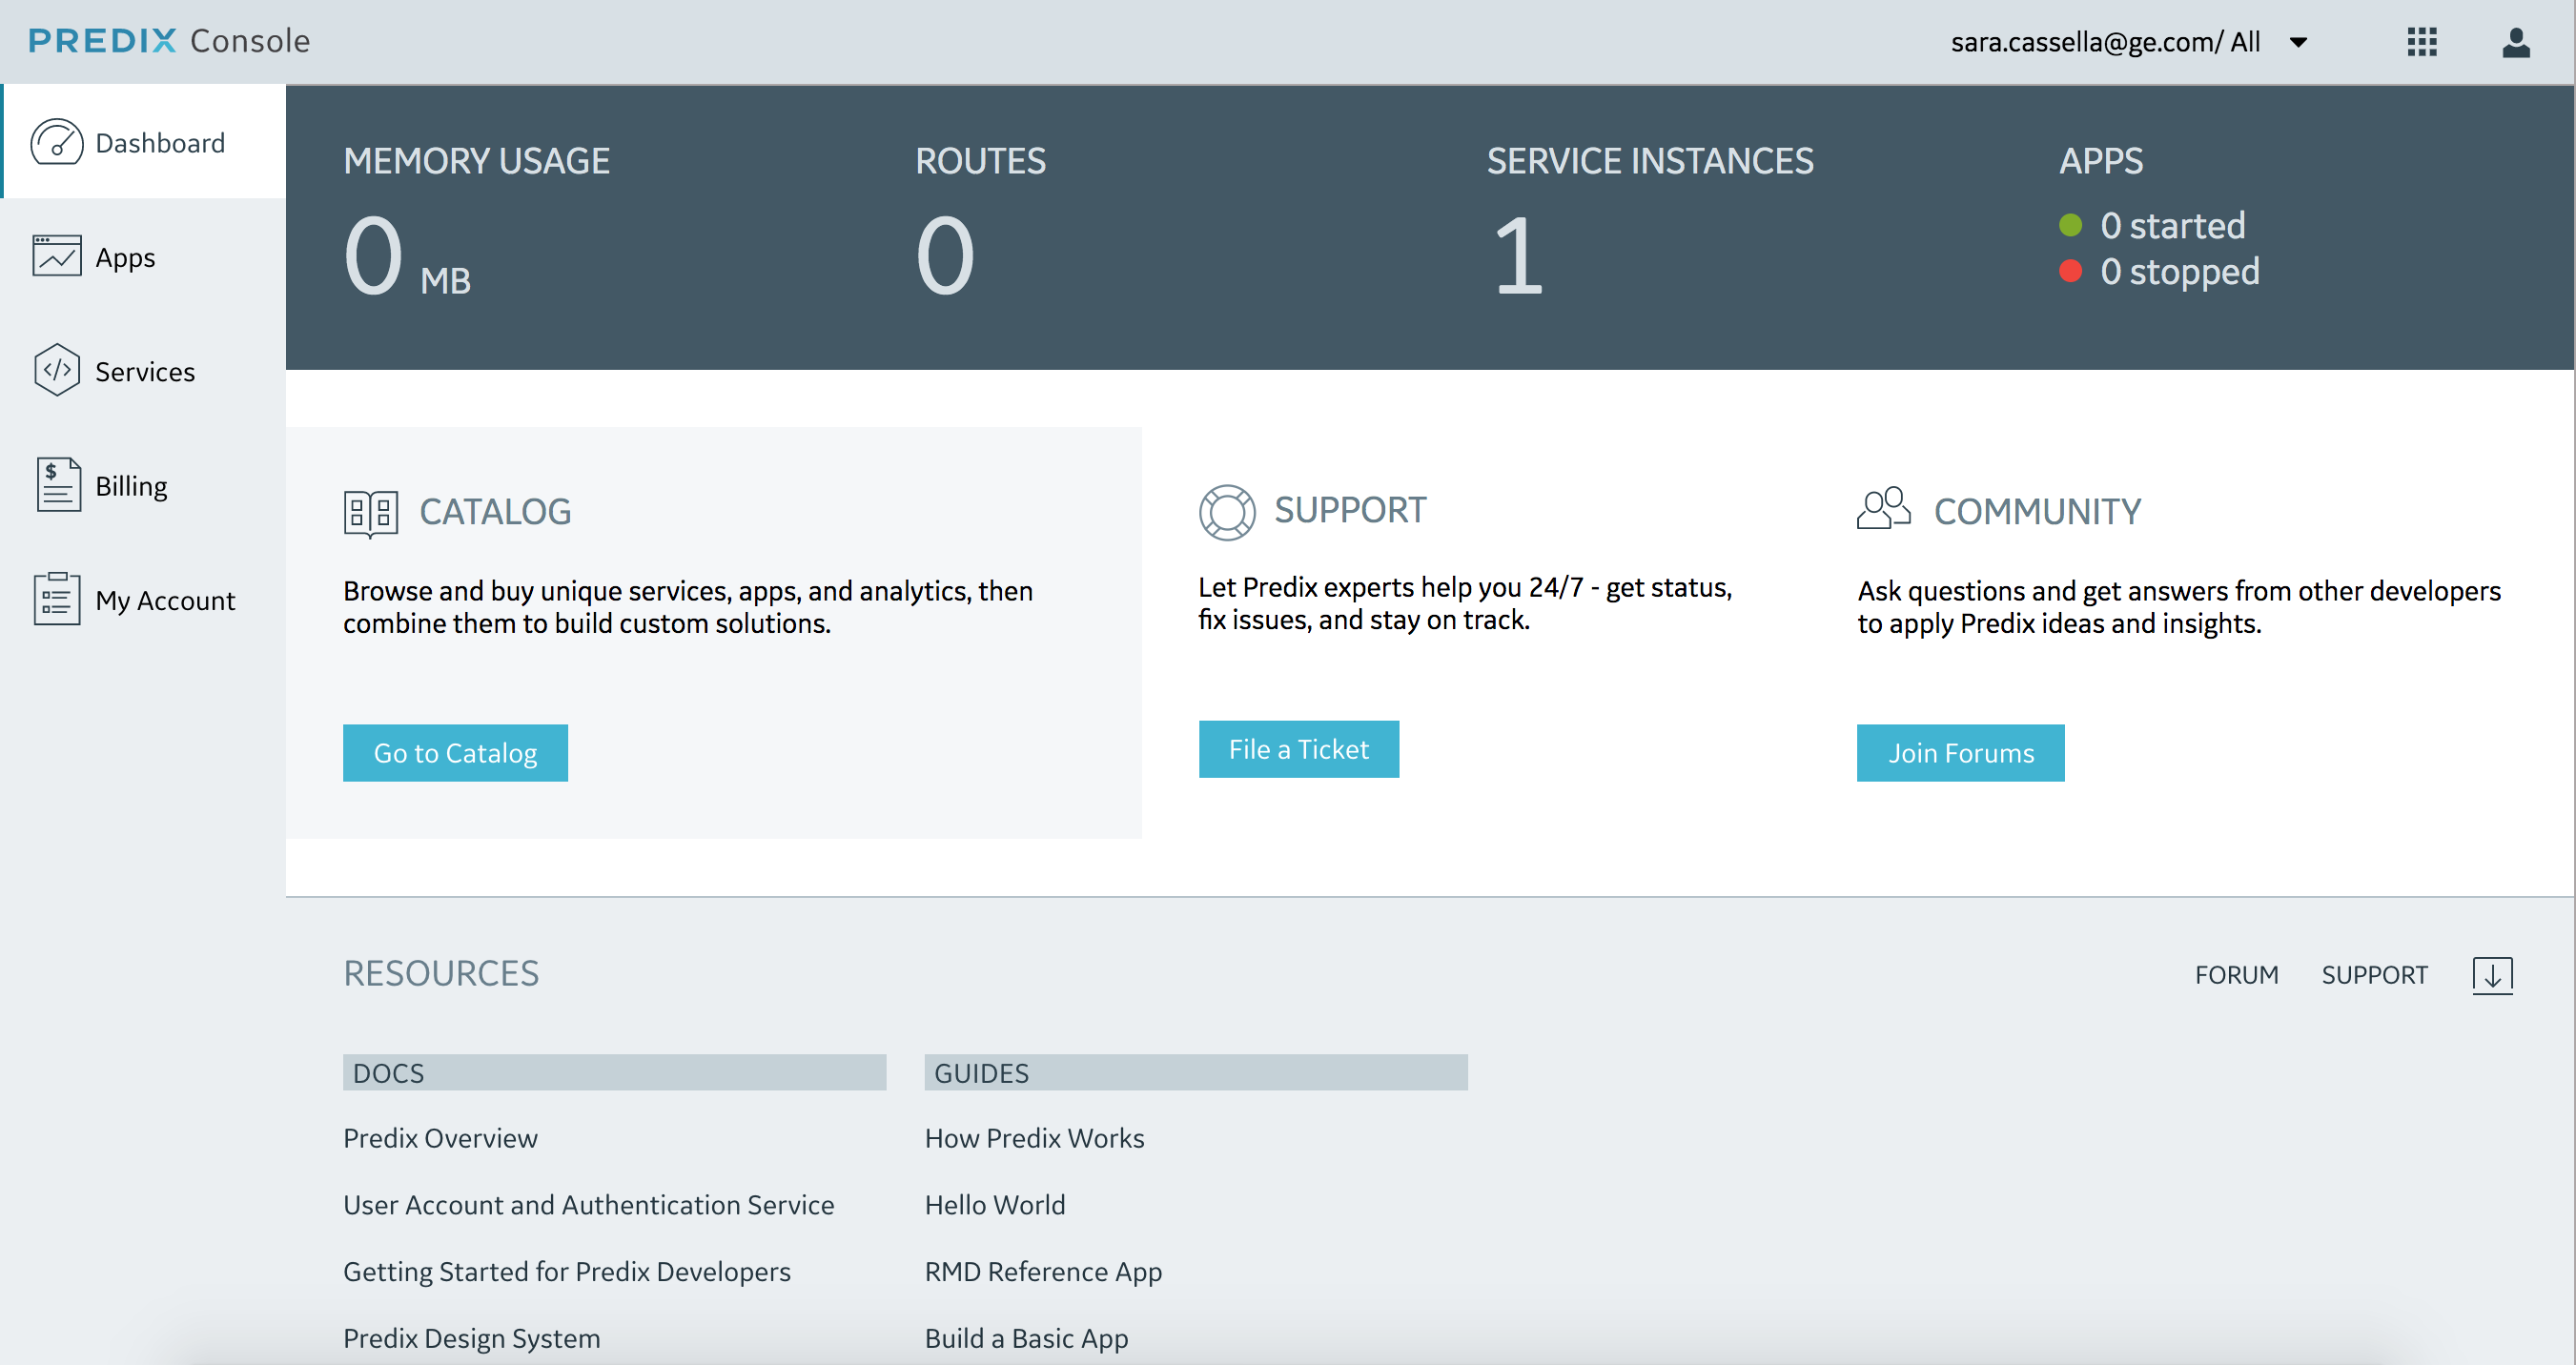 PREDIX Console
sara.cassella@ge.com/ All
Dashboard
Apps
Services
Billing
My Account
MEMORY USAGE
0 MB
ROUTES
0
SERVICE INSTANCES
1
APPS
0 started
0 stopped
CATALOG
Browse and buy unique services, apps, and analytics, then
combine them to build custom solutions.
Go to Catalog
SUPPORT
Let Predix experts help you 24/7 - get status,
fix issues, and stay on track.
File a Ticket
COMMUNITY
Ask questions and get answers from other developers
to apply Predix ideas and insights.
Join Forums
RESOURCES
FORUM
SUPPORT
DOCS
Predix Overview
User Account and Authentication Service
Getting Started for Predix Developers
Predix Design System
GUIDES
How Predix Works
Hello World
RMD Reference App
Build a Basic App